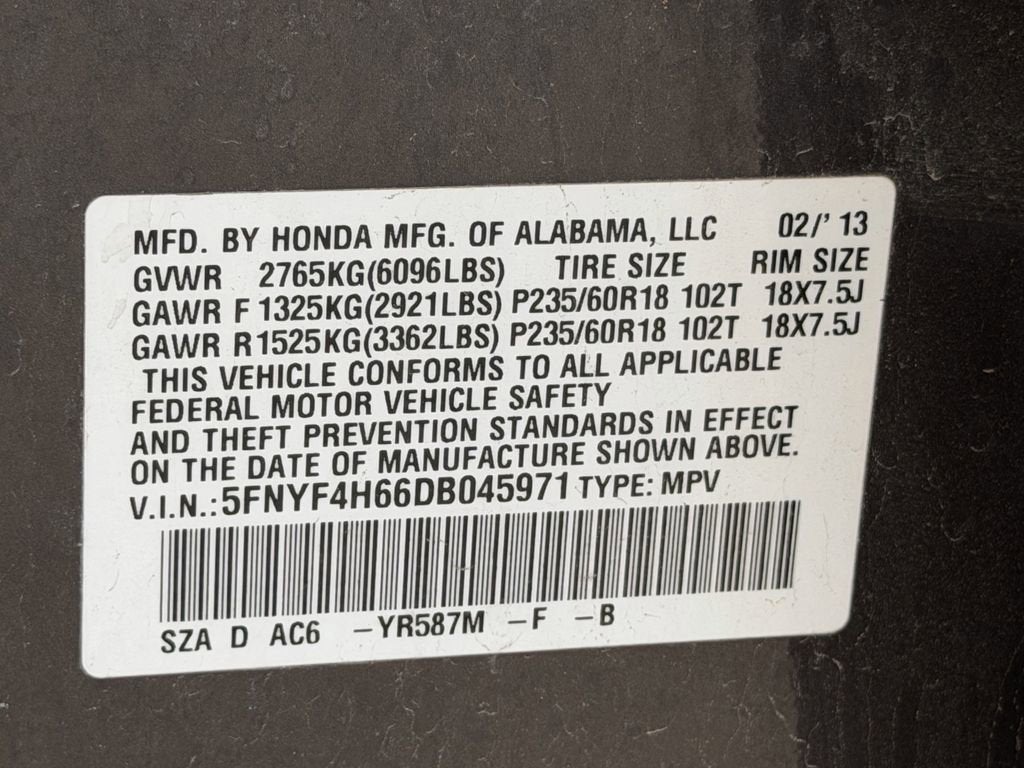 MFD. BY HONDA MFG. OF ALABAMA, LLC 02/' 13
GVWR 2765KG(6096LBS) TIRE SIZE RIM SIZE
GAWR F 1325KG(2921LBS) P235/60R18 102T 18X7.5J
GAWR R 1525KG(3362LBS) P235/60R18 102T 18X7.5J
THIS VEHICLE CONFORMS TO ALL APPLICABLE
FEDERAL MOTOR VEHICLE SAFETY
AND THEFT PREVENTION STANDARDS IN EFFECT
ON THE DATE OF MANUFACTURE SHOWN ABOVE.
V.I.N.: 5FNYF4H66DB045971 TYPE: MPV
SZA D AC6 –YR587M –F –B